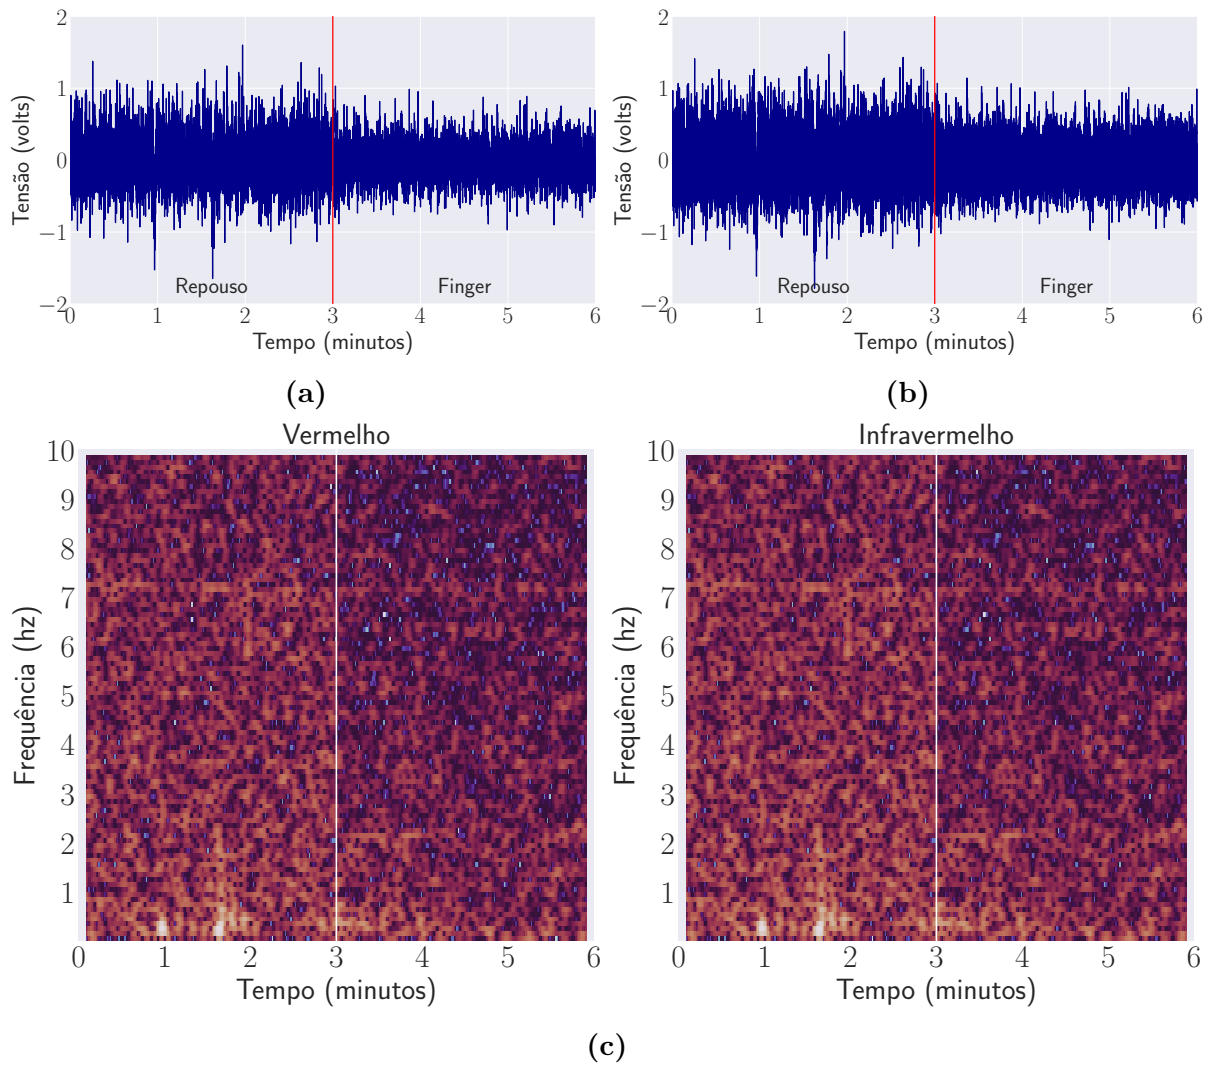 2
1
0
−1
−2
Tensão (volts)
Repouso
Finger
0 1 2 3 4 5 6
Tempo (minutos)
(a)
2
1
0
−1
−2
Tensão (volts)
Repouso
Finger
0 1 2 3 4 5 6
Tempo (minutos)
(b)
Vermelho
10
9
8
7
6
5
4
3
2
1
Frequência (hz)
0 1 2 3 4 5 6
Tempo (minutos)
Infravermelho
10
9
8
7
6
5
4
3
2
1
Frequência (hz)
0 1 2 3 4 5 6
Tempo (minutos)
(c)